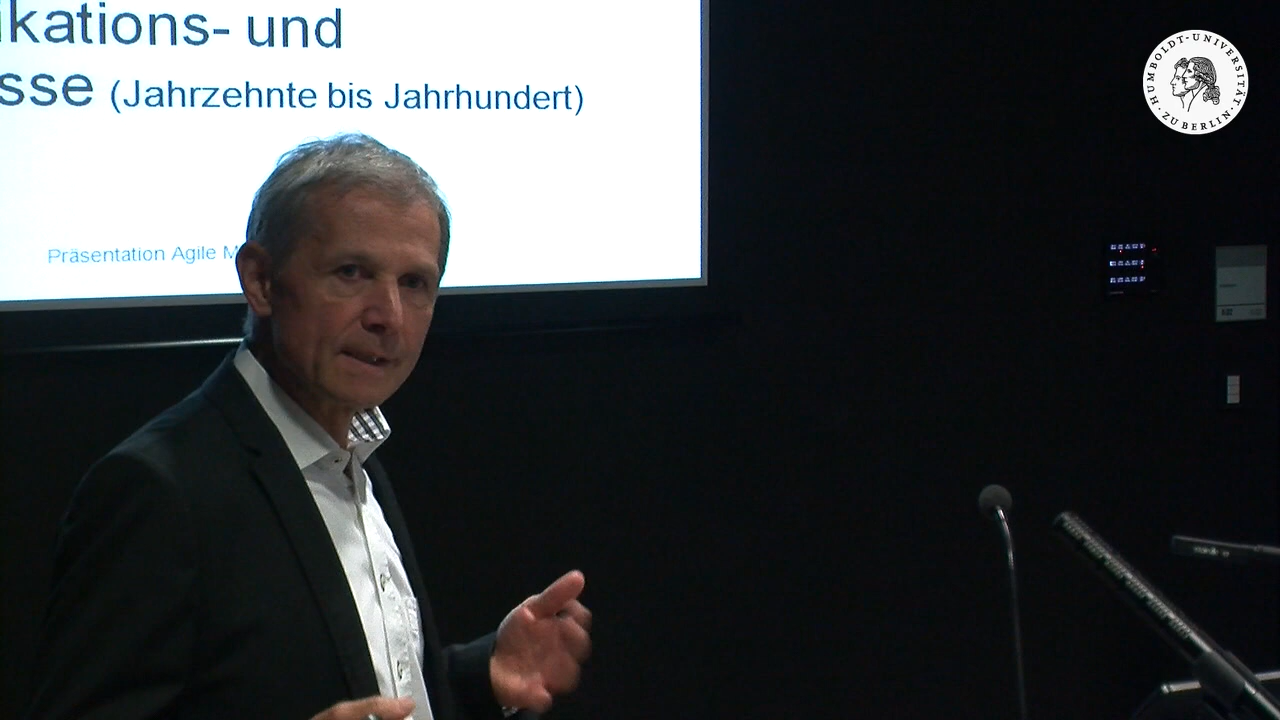 ikations- und
sse (Jahrzehnte bis Jahrhundert)
Präsentation Agile M
HUMBOLDT-UNIVERSITÄT
ZU BERLIN